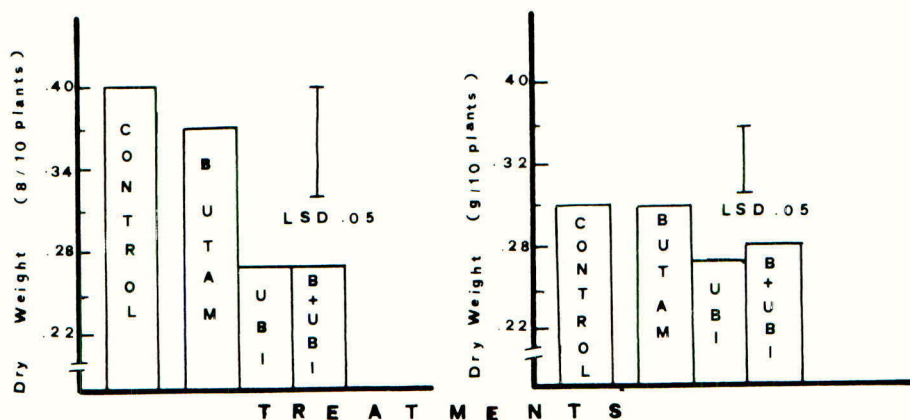 Dry Weight (8/10 plants)
.40
.34
.28
.22
CONTROL
BUTAM
UBI
B+UBI
LSD .05
Dry Weight (g/10 plants)
.40
.32
.28
.22
CONTROL
BUTAM
UBI
B+UBI
LSD .05
TREATMENTS